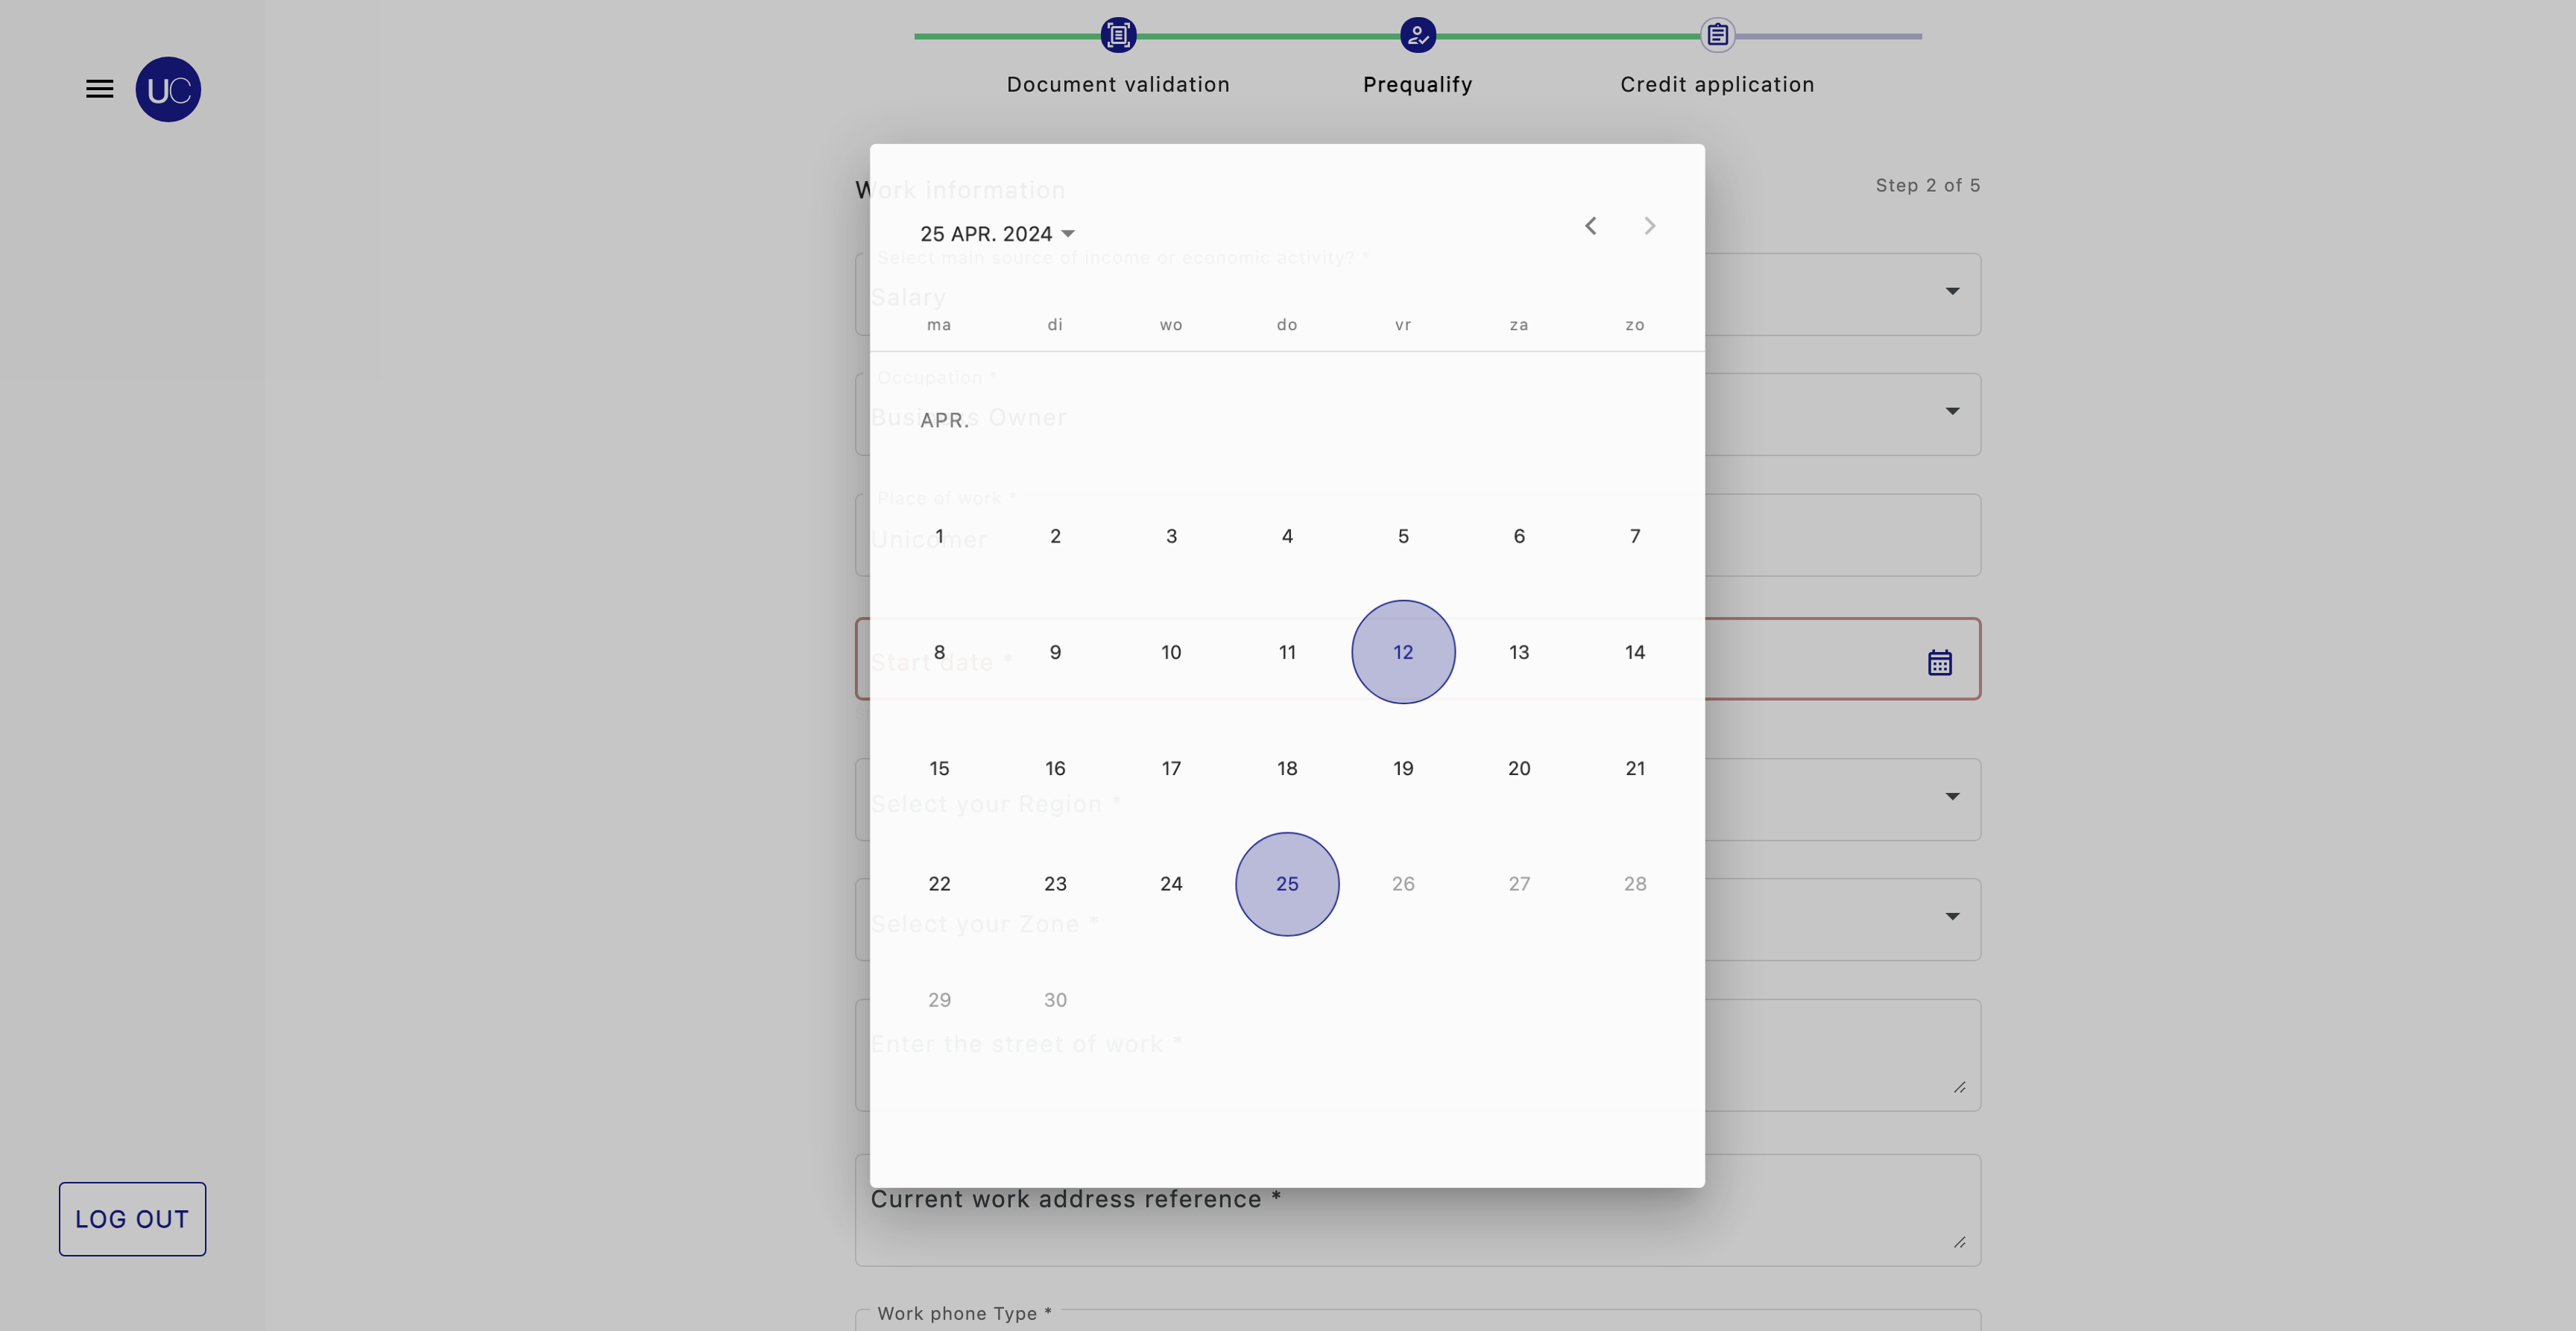 Document validation
Prequalify
Credit application
UC
Work information
Step 2 of 5
25 APR. 2024
Select main source of income or economic activity? *
Salary
ma di wo do vr za zo
Occupation *
Business Owner
APR.
Place of work *
Unicomer
1 2 3 4 5 6 7
8 9 10 11 12 13 14
Start date *
15 16 17 18 19 20 21
Select your Region *
22 23 24 25 26 27 28
Select your Zone *
29 30
Enter the street of work *
Current work address reference *
LOG OUT
Work phone Type *